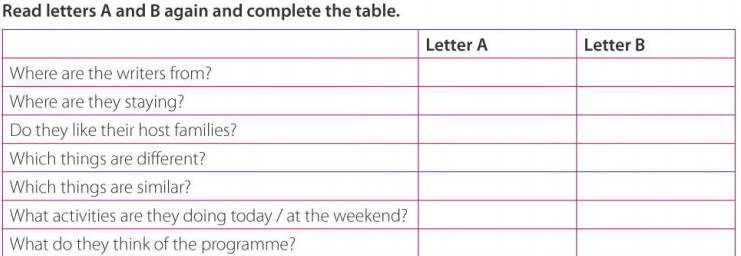 Read letters A and B again and complete the table.
Letter A Letter B
Where are the writers from?
Where are they staying?
Do they like their host families?
Which things are different?
Which things are similar?
What activities are they doing today / at the weekend?
What do they think of the programme?